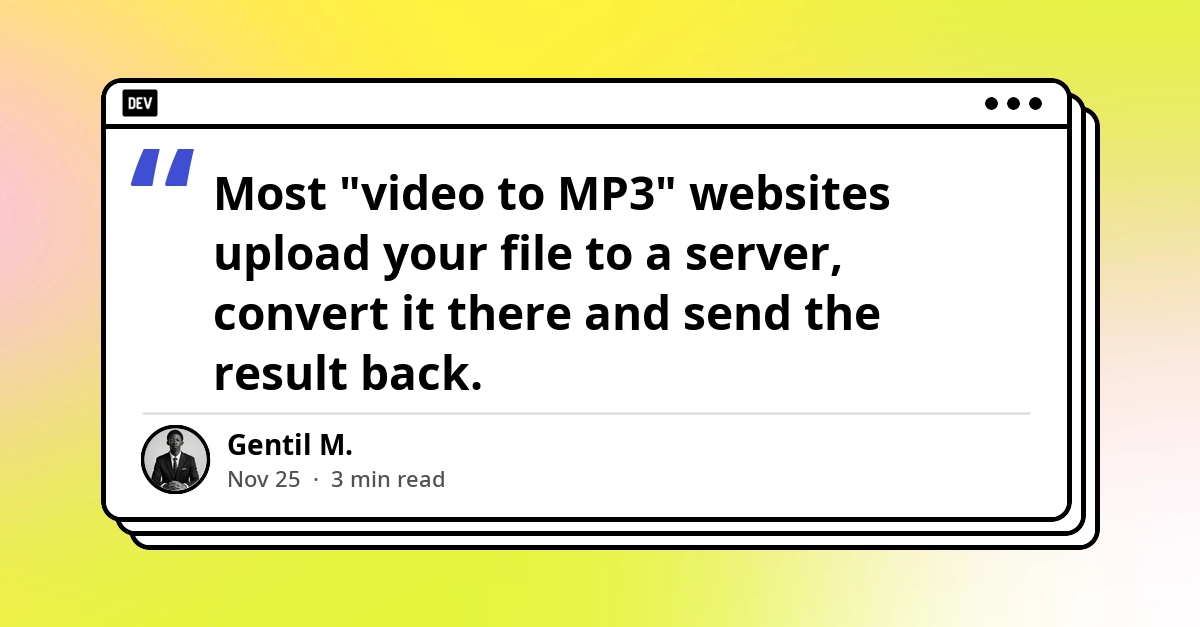 DEV
“
Most "video to MP3" websites
upload your file to a server,
convert it there and send the
result back.
Gentil M.
Nov 25 · 3 min read